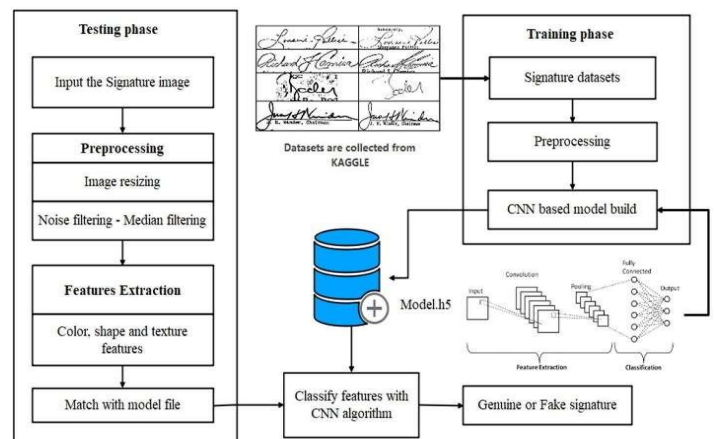 Testing phase
Input the Signature image
Preprocessing
Image resizing
Noise filtering - Median filtering
Features Extraction
Color, shape and texture
features
Match with model file
Datasets are collected from
KAGGLE
Training phase
Signature datasets
Preprocessing
CNN based model build
Model.h5
Input
Convolution
Pooling
Fully
Connected
Output
Feature Extraction
Classification
Classify features with
CNN algorithm
Genuine or Fake signature